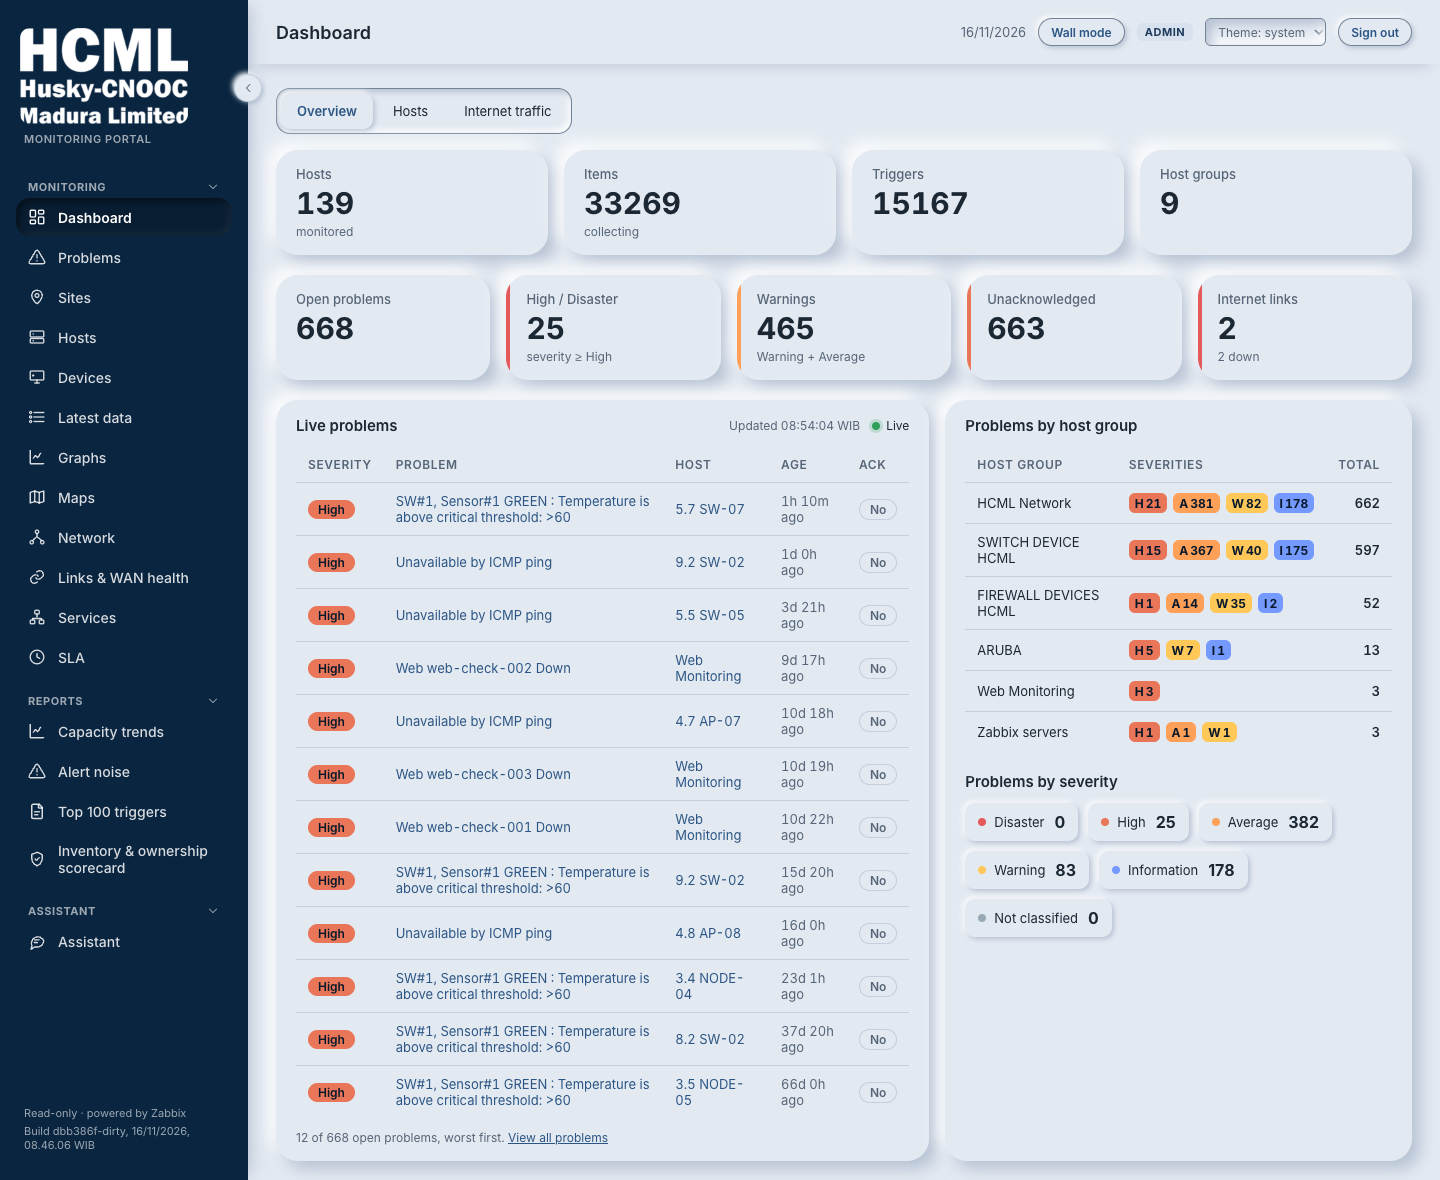 HCML
Husky-CNOOC
Madura Limited
MONITORING PORTAL
MONITORING
Dashboard
Problems
Sites
Hosts
Devices
Latest data
Graphs
Maps
Network
Links & WAN health
Services
SLA
REPORTS
Capacity trends
Alert noise
Top 100 triggers
Inventory & ownership
scorecard
ASSISTANT
Assistant
Read-only · powered by Zabbix
Build dbb386f-dirty, 16/11/2026,
08.46.06 WIB
Dashboard
16/11/2026
Wall mode
ADMIN
Theme: system
Sign out
Overview
Hosts
Internet traffic
Hosts
139
monitored
Items
33269
collecting
Triggers
15167
Host groups
9
Open problems
668
High / Disaster
25
severity ≥ High
Warnings
465
Warning + Average
Unacknowledged
663
Internet links
2
2 down
Live problems
Updated 08:54:04 WIB
Live
SEVERITY PROBLEM HOST AGE ACK
High SW#1, Sensor#1 GREEN : Temperature is
above critical threshold: >60 5.7 SW-07 1h 10m
ago No
High Unavailable by ICMP ping 9.2 SW-02 1d 0h
ago No
High Unavailable by ICMP ping 5.5 SW-05 3d 21h
ago No
High Web web-check-002 Down Web
Monitoring 9d 17h
ago No
High Unavailable by ICMP ping 4.7 AP-07 10d 18h
ago No
High Web web-check-003 Down Web
Monitoring 10d 19h
ago No
High Web web-check-001 Down Web
Monitoring 10d 22h
ago No
High SW#1, Sensor#1 GREEN : Temperature is
above critical threshold: >60 9.2 SW-02 15d 20h
ago No
High Unavailable by ICMP ping 4.8 AP-08 16d 0h
ago No
High SW#1, Sensor#1 GREEN : Temperature is
above critical threshold: >60 3.4 NODE-
04 23d 1h
ago No
High SW#1, Sensor#1 GREEN : Temperature is
above critical threshold: >60 8.2 SW-02 37d 20h
ago No
High SW#1, Sensor#1 GREEN : Temperature is
above critical threshold: >60 3.5 NODE-
05 66d 0h
ago No
12 of 668 open problems, worst first. View all problems
Problems by host group
HOST GROUP SEVERITIES TOTAL
HCML Network H 21 A 381 W 82 I 178 662
SWITCH DEVICE
HCML H 15 A 367 W 40 I 175 597
FIREWALL DEVICES
HCML H 1 A 14 W 35 I 2 52
ARUBA H 5 W 7 I 1 13
Web Monitoring H 3 3
Zabbix servers H 1 A 1 W 1 3
Problems by severity
Disaster 0
High 25
Average 382
Warning 83
Information 178
Not classified 0